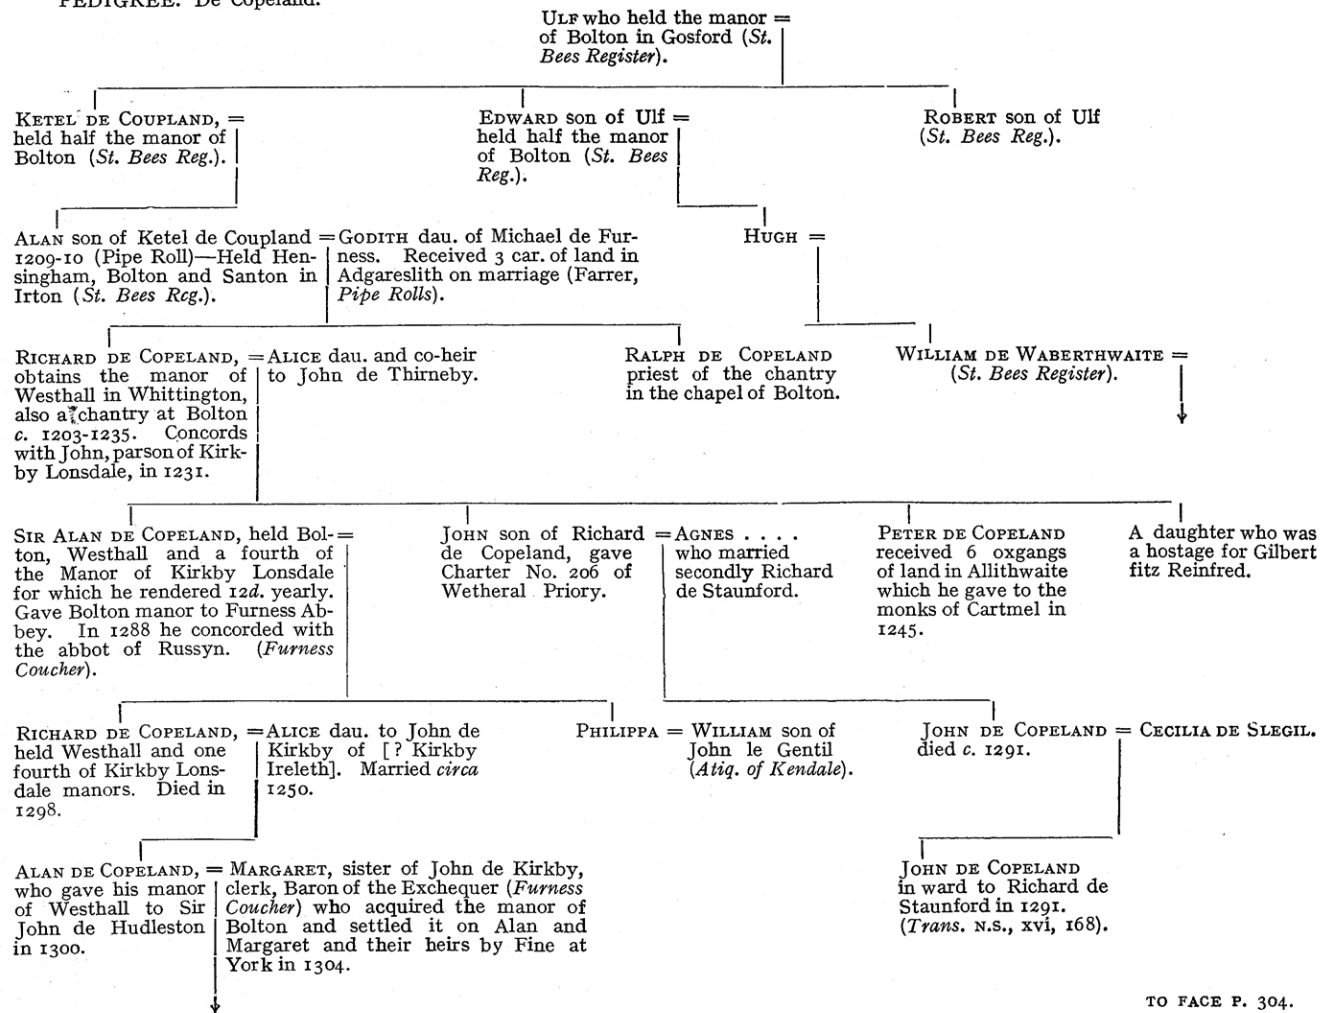 PEDIGREE. De Copeland.
ULF who held the manor =
of Bolton in Gosford (St.
Bees Register).
KETEL DE COUPLAND, =
held half the manor of
Bolton (St. Bees Reg.).
EDWARD son of Ulf =
held half the manor
of Bolton (St. Bees
Reg.).
ROBERT son of Ulf
(St. Bees Reg.).
ALAN son of Ketel de Coupland =
1209-10 (Pipe Roll)—Held Hen-
singham, Bolton and Santon in
Irton (St. Bees Reg.).
GODITH dau. of Michael de Fur-
ness. Received 3 car. of land in
Adgareslith on marriage (Farrer,
Pipe Rolls).
HUGH =
RICHARD DE COPELAND, =
obtains the manor of
Westhall in Whittington,
also a chantry at Bolton
c. 1203-1235. Concords
with John, parson of Kirk-
by Lonsdale, in 1231.
ALICE dau. and co-heir
to John de Thirneby.
RALPH DE COPELAND
priest of the chantry
in the chapel of Bolton.
WILLIAM DE WABERTHWAITE =
(St. Bees Register).
SIR ALAN DE COPELAND, held Bol- =
ton, Westhall and a fourth of
the Manor of Kirkby Lonsdale
for which he rendered 12d. yearly.
Gave Bolton manor to Furness Ab-
bey. In 1288 he concorded with
the abbot of Russyn. (Furness
Coucher).
JOHN son of Richard =
de Copeland, gave
Charter No. 206 of
Wetheral Priory.
AGNES . . . .
who married
secondly Richard
de Staunford.
PETER DE COPELAND
received 6 oxgangs
of land in Allithwaite
which he gave to the
monks of Cartmel in
1245.
A daughter who was
a hostage for Gilbert
fitz Reinfred.
RICHARD DE COPELAND, =
held Westhall and one
fourth of Kirkby Lons-
dale manors. Died in
1298.
ALICE dau. to John de
Kirkby of [? Kirkby
Ireleth]. Married circa
1250.
PHILIPPA = WILLIAM son of
John le Gentil
(Atiq. of Kendale).
JOHN DE COPELAND = CECILIA DE SLEGIL.
died c. 1291.
ALAN DE COPELAND, =
who gave his manor
of Westhall to Sir
John de Hudleston
in 1300.
MARGARET, sister of John de Kirkby,
clerk, Baron of the Exchequer (Furness
Coucher) who acquired the manor of
Bolton and settled it on Alan and
Margaret and their heirs by Fine at
York in 1304.
JOHN DE COPELAND
in ward to Richard de
Staunford in 1291.
(Trans. N.S., xvi, 168).
TO FACE P. 304.